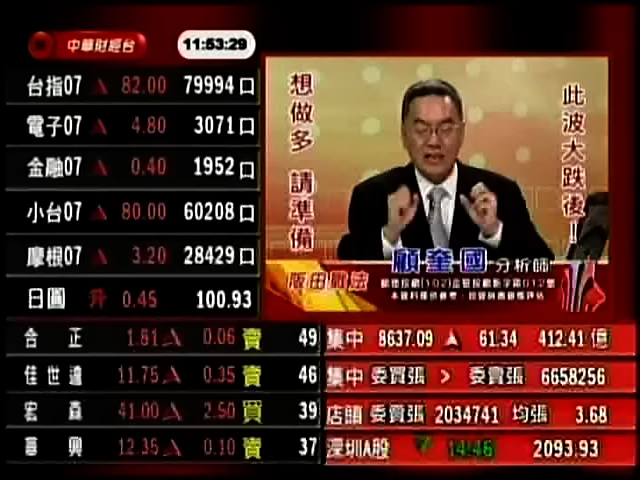 中華財經台 11:53:29
台指07 △ 82.00 79994口
電子07 △ 4.80 3071口
金融07 △ 0.40 1952口
小台07 △ 80.00 60208口
摩根07 △ 3.20 28429口
日圓 升 0.45 100.93
想做多 請準備
此波大跌後！
顧奎國 分析師
合正 1.81 △ 0.06 賣 49
佳世達 11.75 △ 0.35 賣 46
宏森 41.00 △ 2.50 買 39
華興 12.35 △ 0.10 賣 37
集中 8637.09 ▲ 61.34 412.41億
集中 委買張 > 委賣張 6658256
店頭 委賣張 2034741 均張 3.68
深圳A股 ▼ 14:46 2093.93